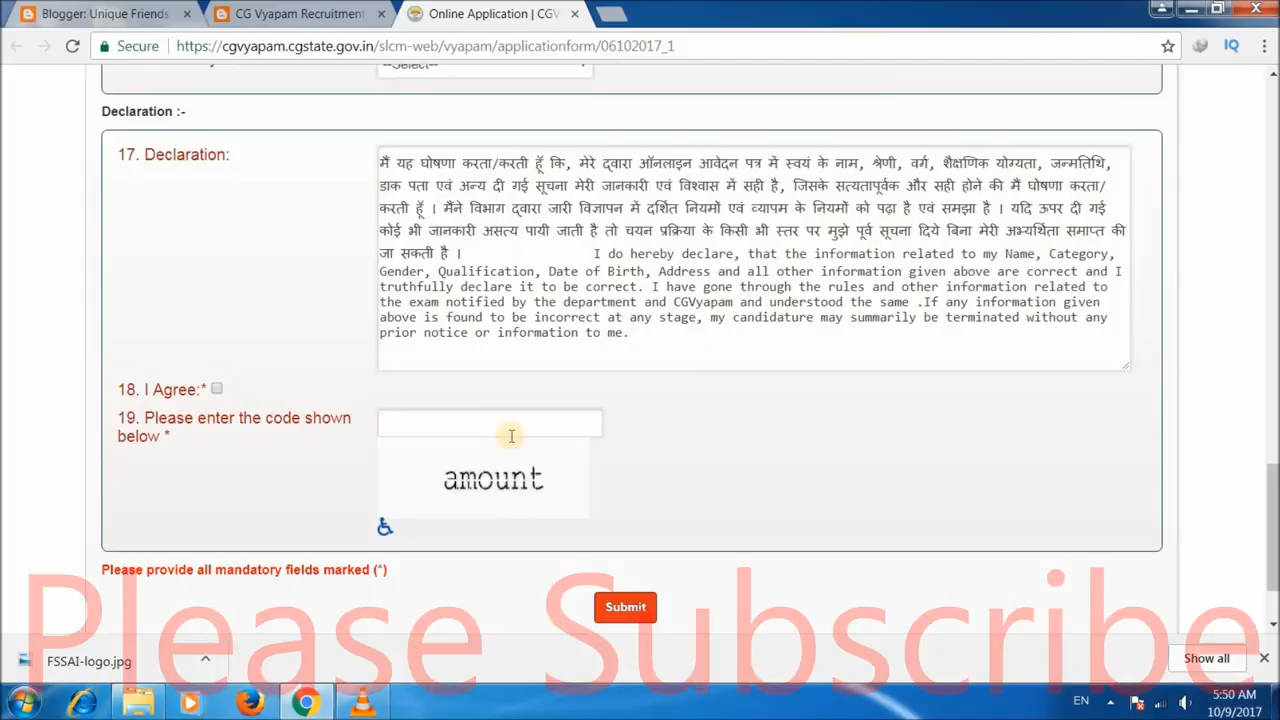 Blogger: Unique Friends
CG Vyapam Recruitment
Online Application | CGV
Secure
https://cgvyapam.cgstate.gov.in/slcm-web/vyapam/applicationform/06102017_1
IQ
--Select--
Declaration :-
17. Declaration:
मैं यह घोषणा करता/करती हूँ कि, मेरे द्वारा ऑनलाइन आवेदन पत्र में स्वयं के नाम, श्रेणी, वर्ग, शैक्षणिक योग्यता, जन्मतिथि,
डाक पता एवं अन्य दी गई सूचना मेरी जानकारी एवं विश्वास में सही है, जिसके सत्यतापूर्वक और सही होने की मैं घोषणा करता/
करती हूँ । मैंने विभाग द्वारा जारी विज्ञापन में दर्शित नियमों एवं व्यापम के नियमों को पढ़ा है एवं समझा है । यदि ऊपर दी गई
कोई भी जानकारी असत्य पायी जाती है तो चयन प्रक्रिया के किसी भी स्तर पर मुझे पूर्व सूचना दिये बिना मेरी अभ्यर्थिता समाप्त की
जा सकती है । I do hereby declare, that the information related to my Name, Category,
Gender, Qualification, Date of Birth, Address and all other information given above are correct and I
truthfully declare it to be correct. I have gone through the rules and other information related to
the exam notified by the department and CGVyapam and understood the same .If any information given
above is found to be incorrect at any stage, my candidature may summarily be terminated without any
prior notice or information to me.
18. I Agree:*
19. Please enter the code shown
below *
amount
Please provide all mandatory fields marked (*)
Submit
Please Subscribe
FSSAI-logo.jpg
Show all
EN
5:50 AM
10/9/2017